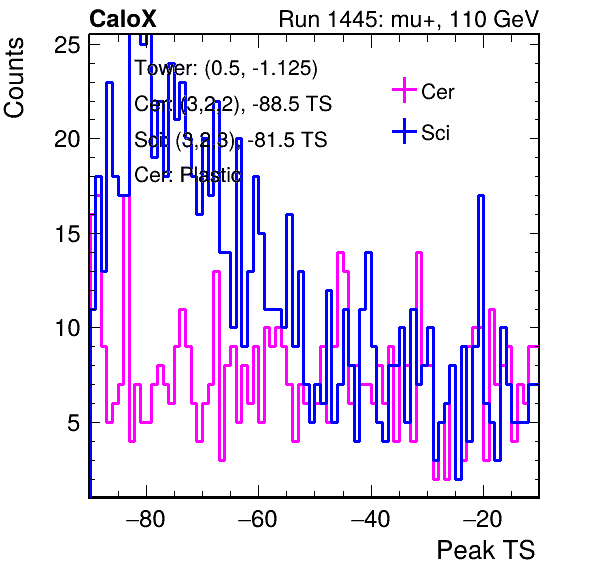 CaloX Run 1445: mu+, 110 GeV
Counts
25
20
15
10
5
Tower: (0.5, -1.125)
Cer: (3,2,2), -88.5 TS
Sci: (3,2,3), -81.5 TS
Cer: Plastic
Cer
Sci
−80 −60 −40 −20
Peak TS